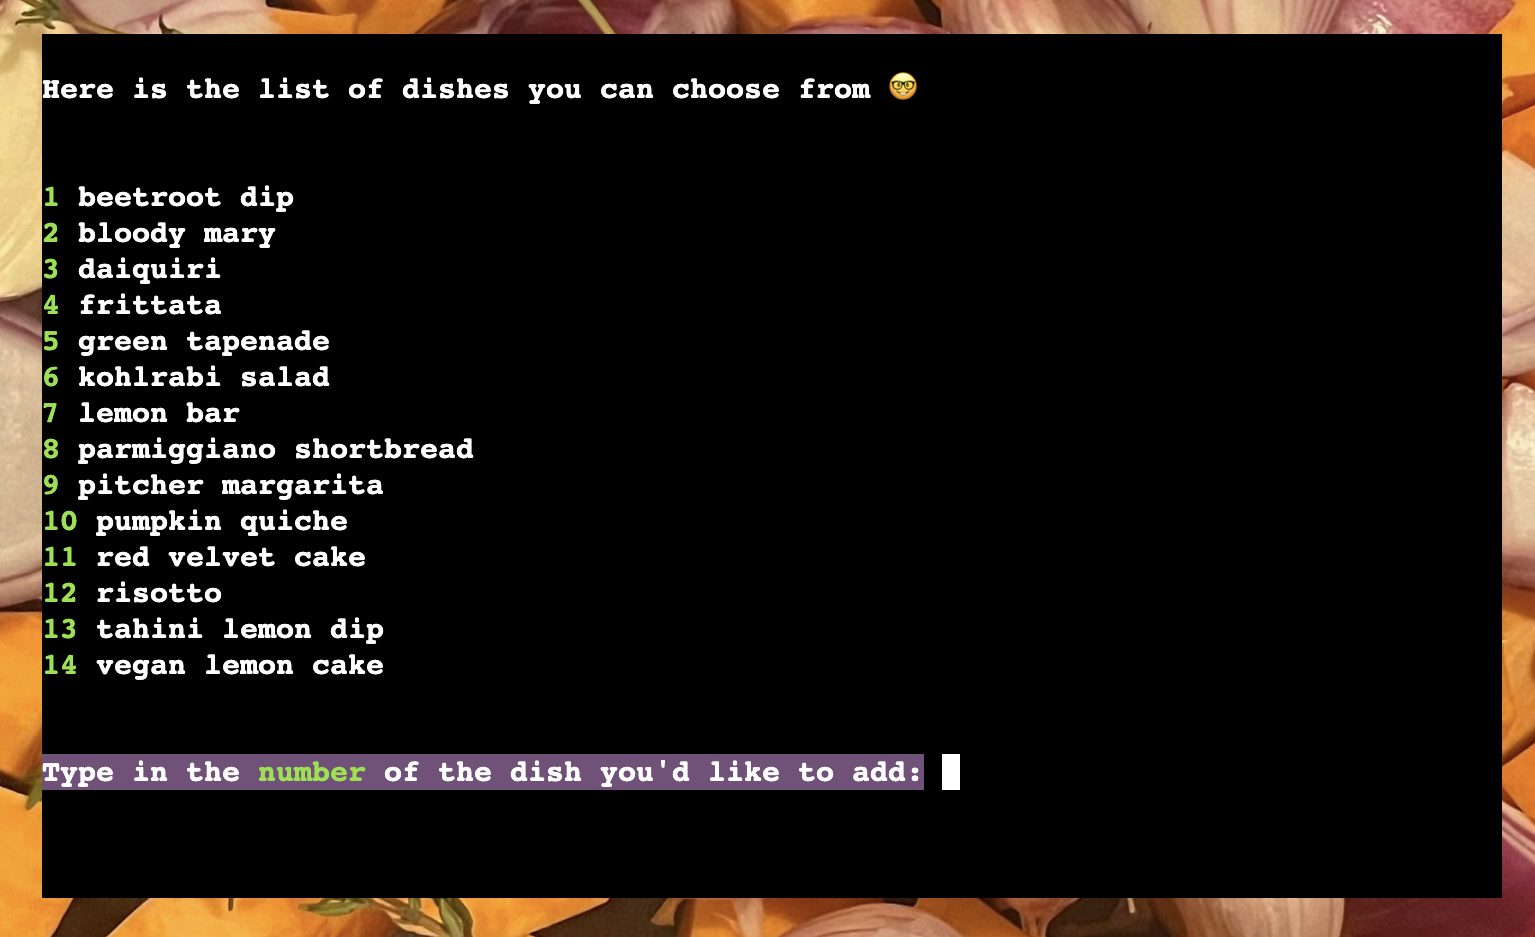 Here is the list of dishes you can choose from 🤓
1 beetroot dip
2 bloody mary
3 daiquiri
4 frittata
5 green tapenade
6 kohlrabi salad
7 lemon bar
8 parmiggiano shortbread
9 pitcher margarita
10 pumpkin quiche
11 red velvet cake
12 risotto
13 tahini lemon dip
14 vegan lemon cake
Type in the number of the dish you'd like to add: